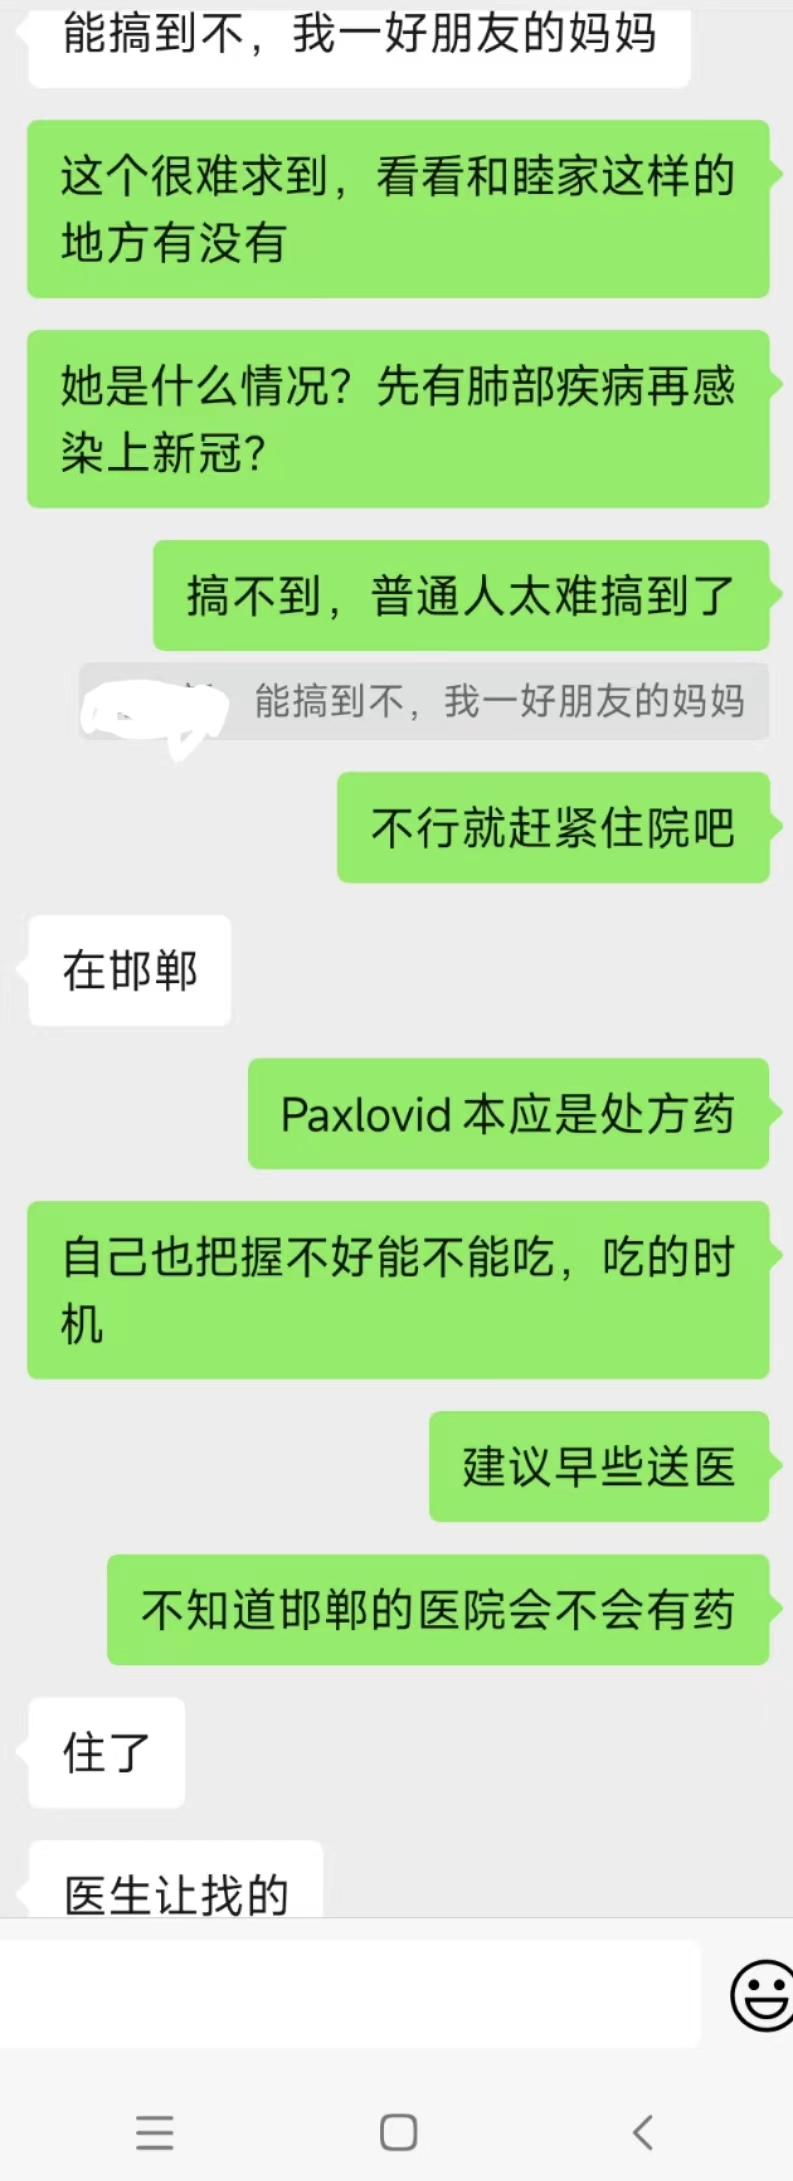 能搞到不，我一好朋友的妈妈
这个很难求到，看看和睦家这样的
地方有没有
她是什么情况？先有肺部疾病再感
染上新冠？
搞不到，普通人太难搞到了
能搞到不，我一好朋友的妈妈
不行就赶紧住院吧
在邯郸
Paxlovid 本应是处方药
自己也把握不好能不能吃，吃的时
机
建议早些送医
不知道邯郸的医院会不会有药
住了
医生让找的